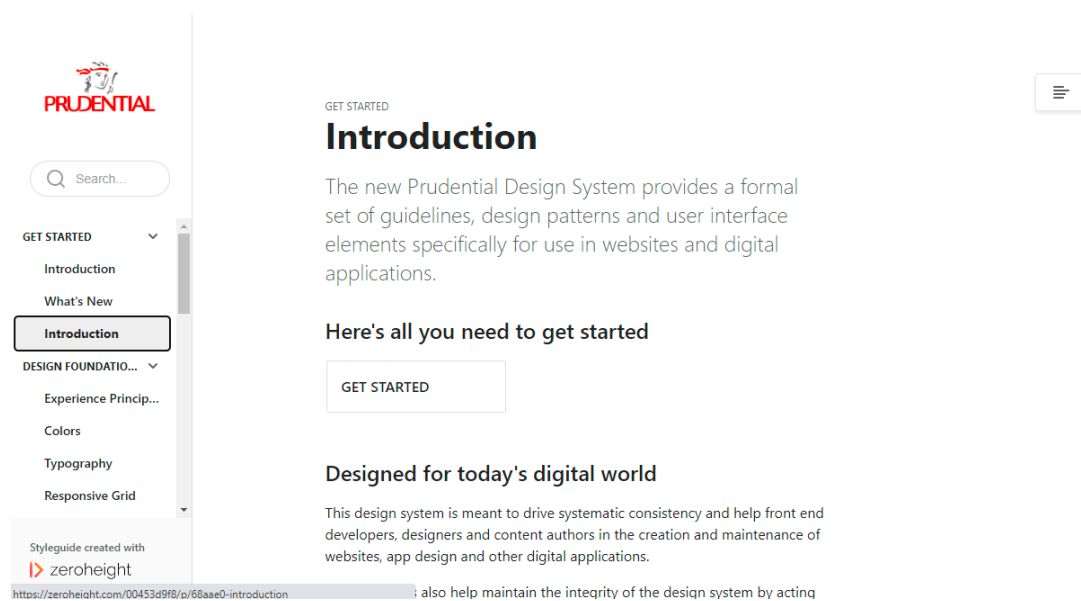 PRUDENTIAL
Search...
GET STARTED
Introduction
What's New
Introduction
DESIGN FOUNDATIO...
Experience Princip...
Colors
Typography
Responsive Grid
Styleguide created with
zeroheight
https://zeroheight.com/00453d9f8/p/68aae0-introduction
GET STARTED
Introduction
The new Prudential Design System provides a formal
set of guidelines, design patterns and user interface
elements specifically for use in websites and digital
applications.
Here's all you need to get started
GET STARTED
Designed for today's digital world
This design system is meant to drive systematic consistency and help front end
developers, designers and content authors in the creation and maintenance of
websites, app design and other digital applications.
also help maintain the integrity of the design system by acting